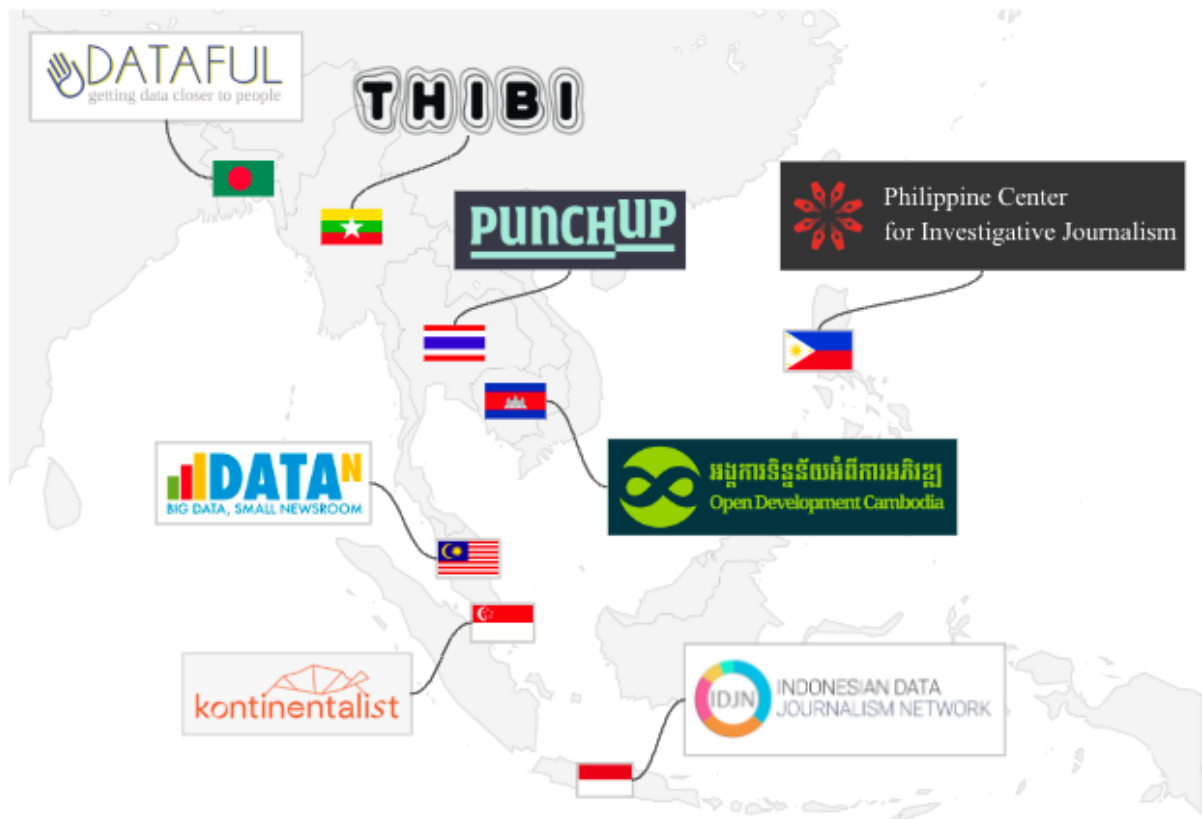 DATAFUL
getting data closer to people
THIBI
PUNCHUP
Philippine Center
for Investigative Journalism
DATAN
BIG DATA, SMALL NEWSROOM
អង្គការទិន្នន័យអំពីការអភិវឌ្ឍ
Open Development Cambodia
kontinentalist
IDJN
INDONESIAN DATA
JOURNALISM NETWORK